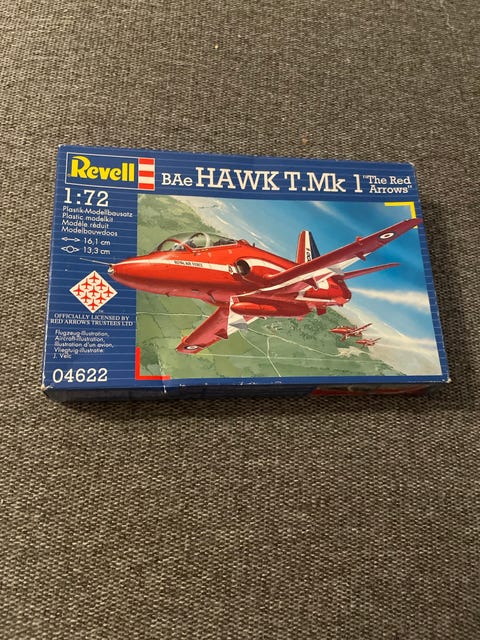 Revell
BAe HAWK T.Mk 1 "The Red Arrows"
1:72
Plastik-Modellbausatz
Plastic modelkit
Modèle réduit
Modelbouwdoos
16,1 cm
13,3 cm
OFFICIALLY LICENSED BY
RED ARROWS TRUSTEES LTD
Flugzeug-Illustration,
Aircraft-Illustration,
Illustration d'un avion,
Vliegtuig-illustratie:
J. Velc
04622
ROYAL AIR FORCE